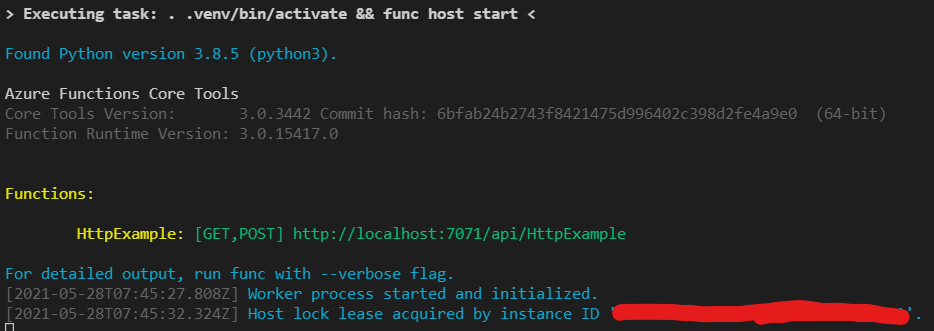 > Executing task: . .venv/bin/activate && func host start <
Found Python version 3.8.5 (python3).
Azure Functions Core Tools
Core Tools Version:       3.0.3442 Commit hash: 6bfab24b2743f8421475d996402c398d2fe4a9e0  (64-bit)
Function Runtime Version: 3.0.15417.0
Functions:
HttpExample: [GET,POST] http://localhost:7071/api/HttpExample
For detailed output, run func with --verbose flag.
[2021-05-28T07:45:27.808Z] Worker process started and initialized.
[2021-05-28T07:45:32.324Z] Host lock lease acquired by instance ID '                                '.